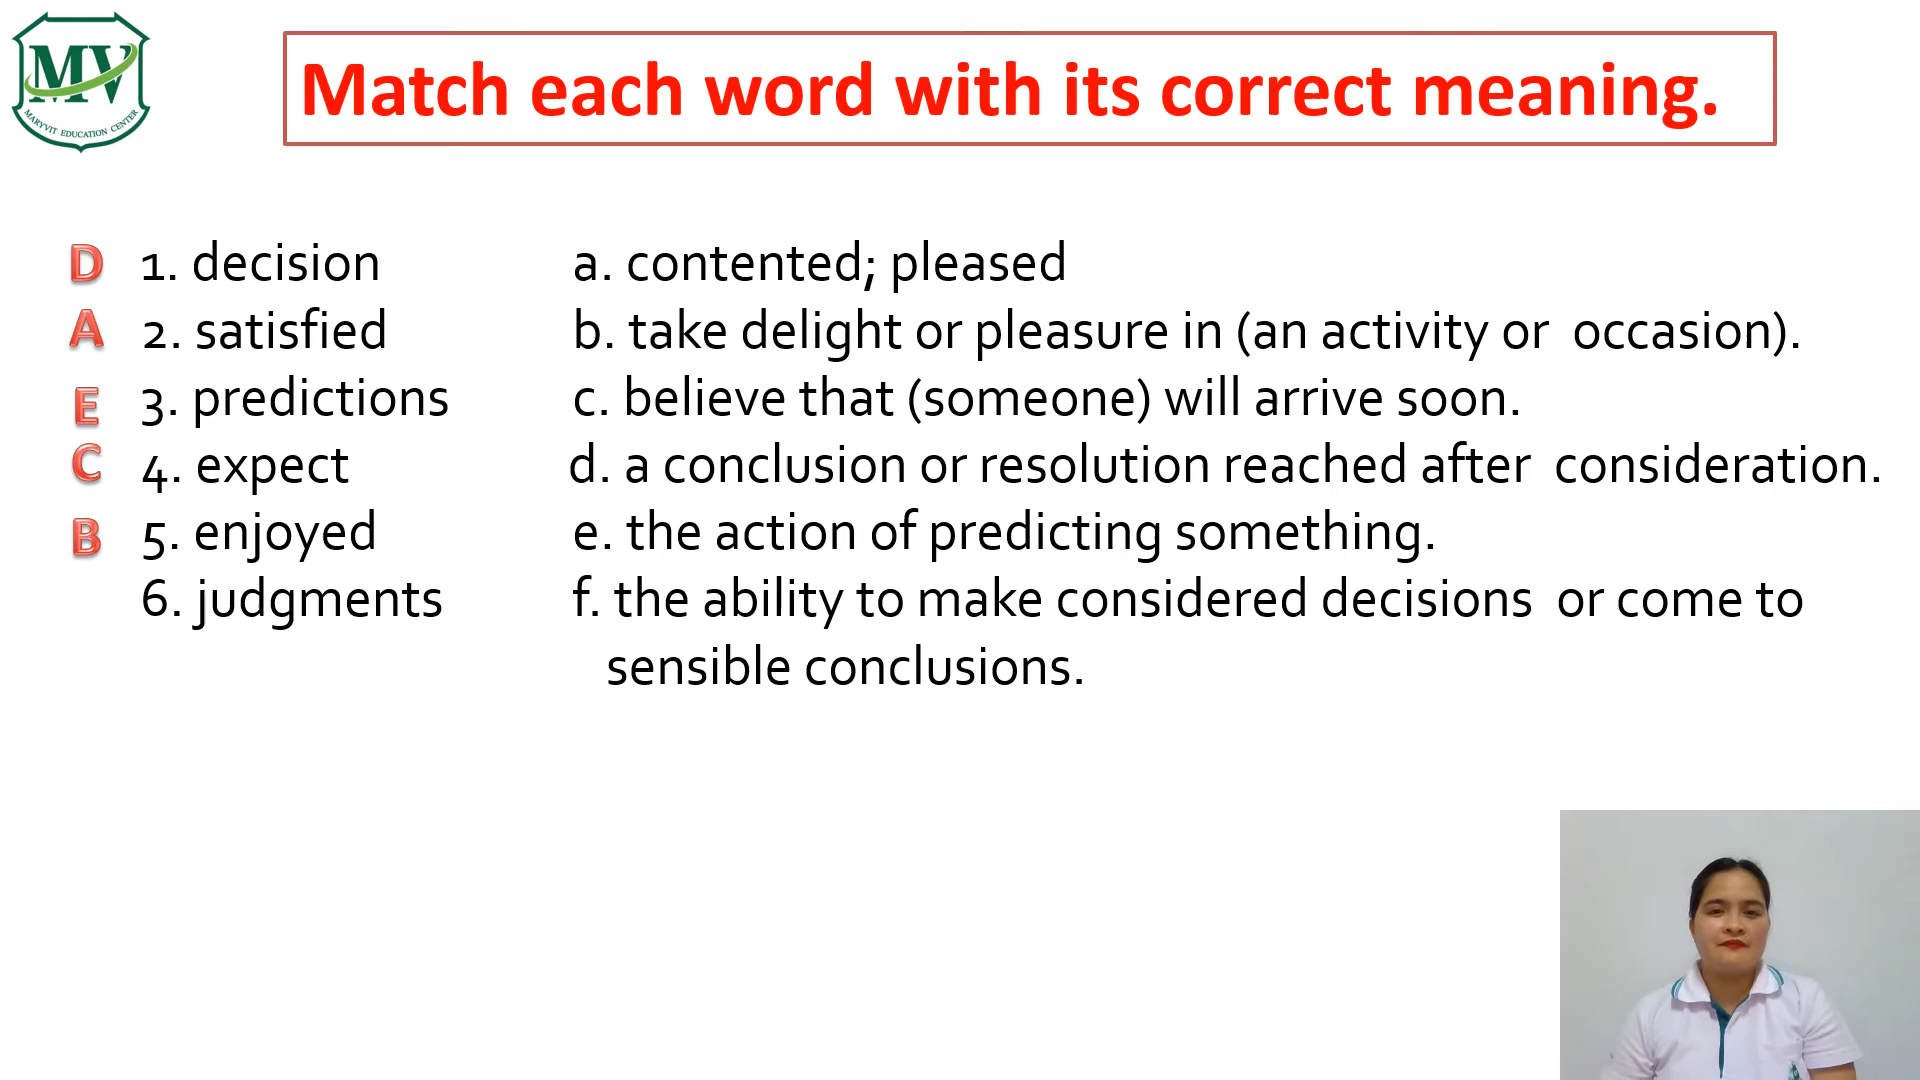 MV
MARYVIT EDUCATION CENTER
Match each word with its correct meaning.
D 1. decision a. contented; pleased
A 2. satisfied b. take delight or pleasure in (an activity or occasion).
E 3. predictions c. believe that (someone) will arrive soon.
C 4. expect d. a conclusion or resolution reached after consideration.
B 5. enjoyed e. the action of predicting something.
6. judgments f. the ability to make considered decisions or come to
sensible conclusions.